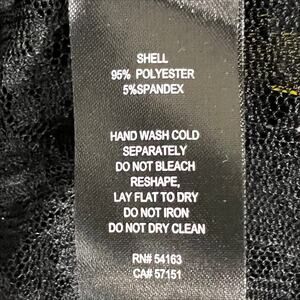 SHELL
95% POLYESTER
5%SPANDEX
HAND WASH COLD
SEPARATELY
DO NOT BLEACH
RESHAPE,
LAY FLAT TO DRY
DO NOT IRON
DO NOT DRY CLEAN
RN# 54163
CA# 57151